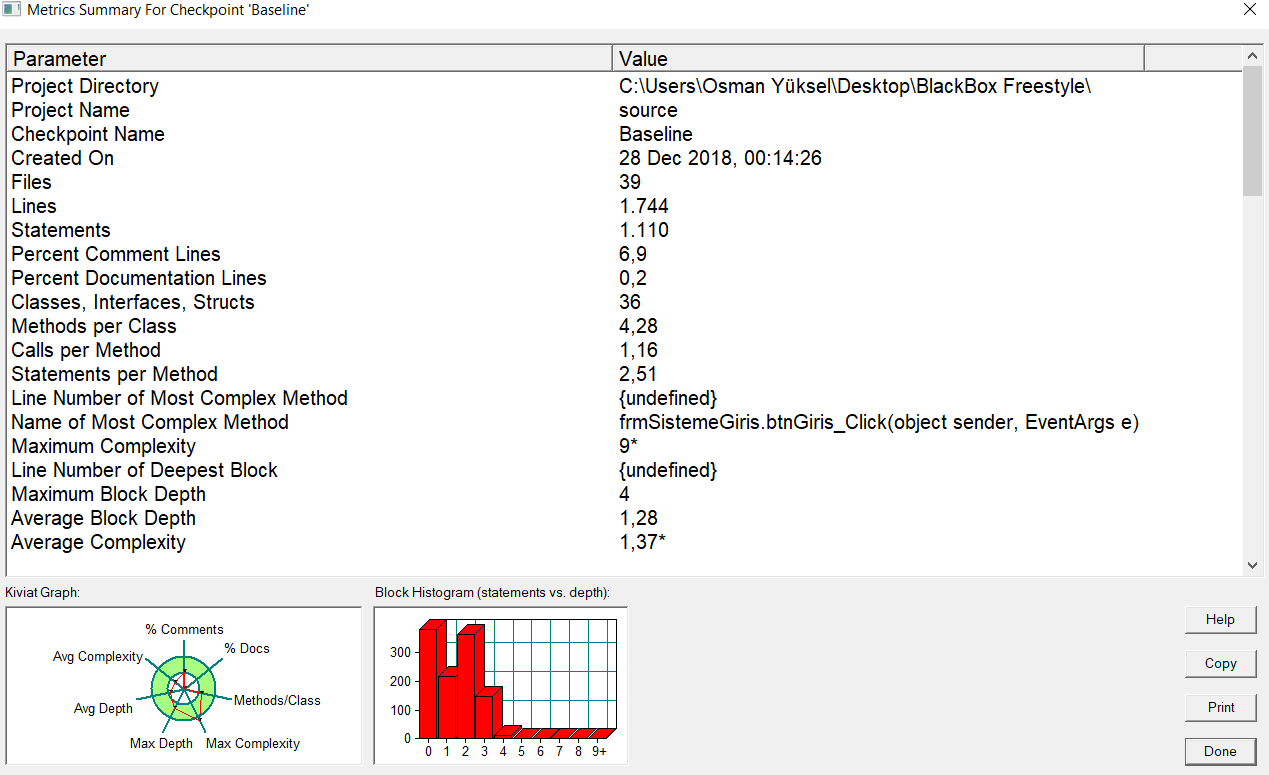 Metrics Summary For Checkpoint 'Baseline'
Parameter Value
Project Directory C:\Users\Osman Yüksel\Desktop\BlackBox Freestyle\
Project Name source
Checkpoint Name Baseline
Created On 28 Dec 2018, 00:14:26
Files 39
Lines 1.744
Statements 1.110
Percent Comment Lines 6,9
Percent Documentation Lines 0,2
Classes, Interfaces, Structs 36
Methods per Class 4,28
Calls per Method 1,16
Statements per Method 2,51
Line Number of Most Complex Method {undefined}
Name of Most Complex Method frmSistemeGiris.btnGiris_Click(object sender, EventArgs e)
Maximum Complexity 9*
Line Number of Deepest Block {undefined}
Maximum Block Depth 4
Average Block Depth 1,28
Average Complexity 1,37*
Kiviat Graph:
% Comments
% Docs
Avg Complexity
Methods/Class
Avg Depth
Max Depth Max Complexity
Block Histogram (statements vs. depth):
300
200
100
0
0 1 2 3 4 5 6 7 8 9+
Help
Copy
Print
Done